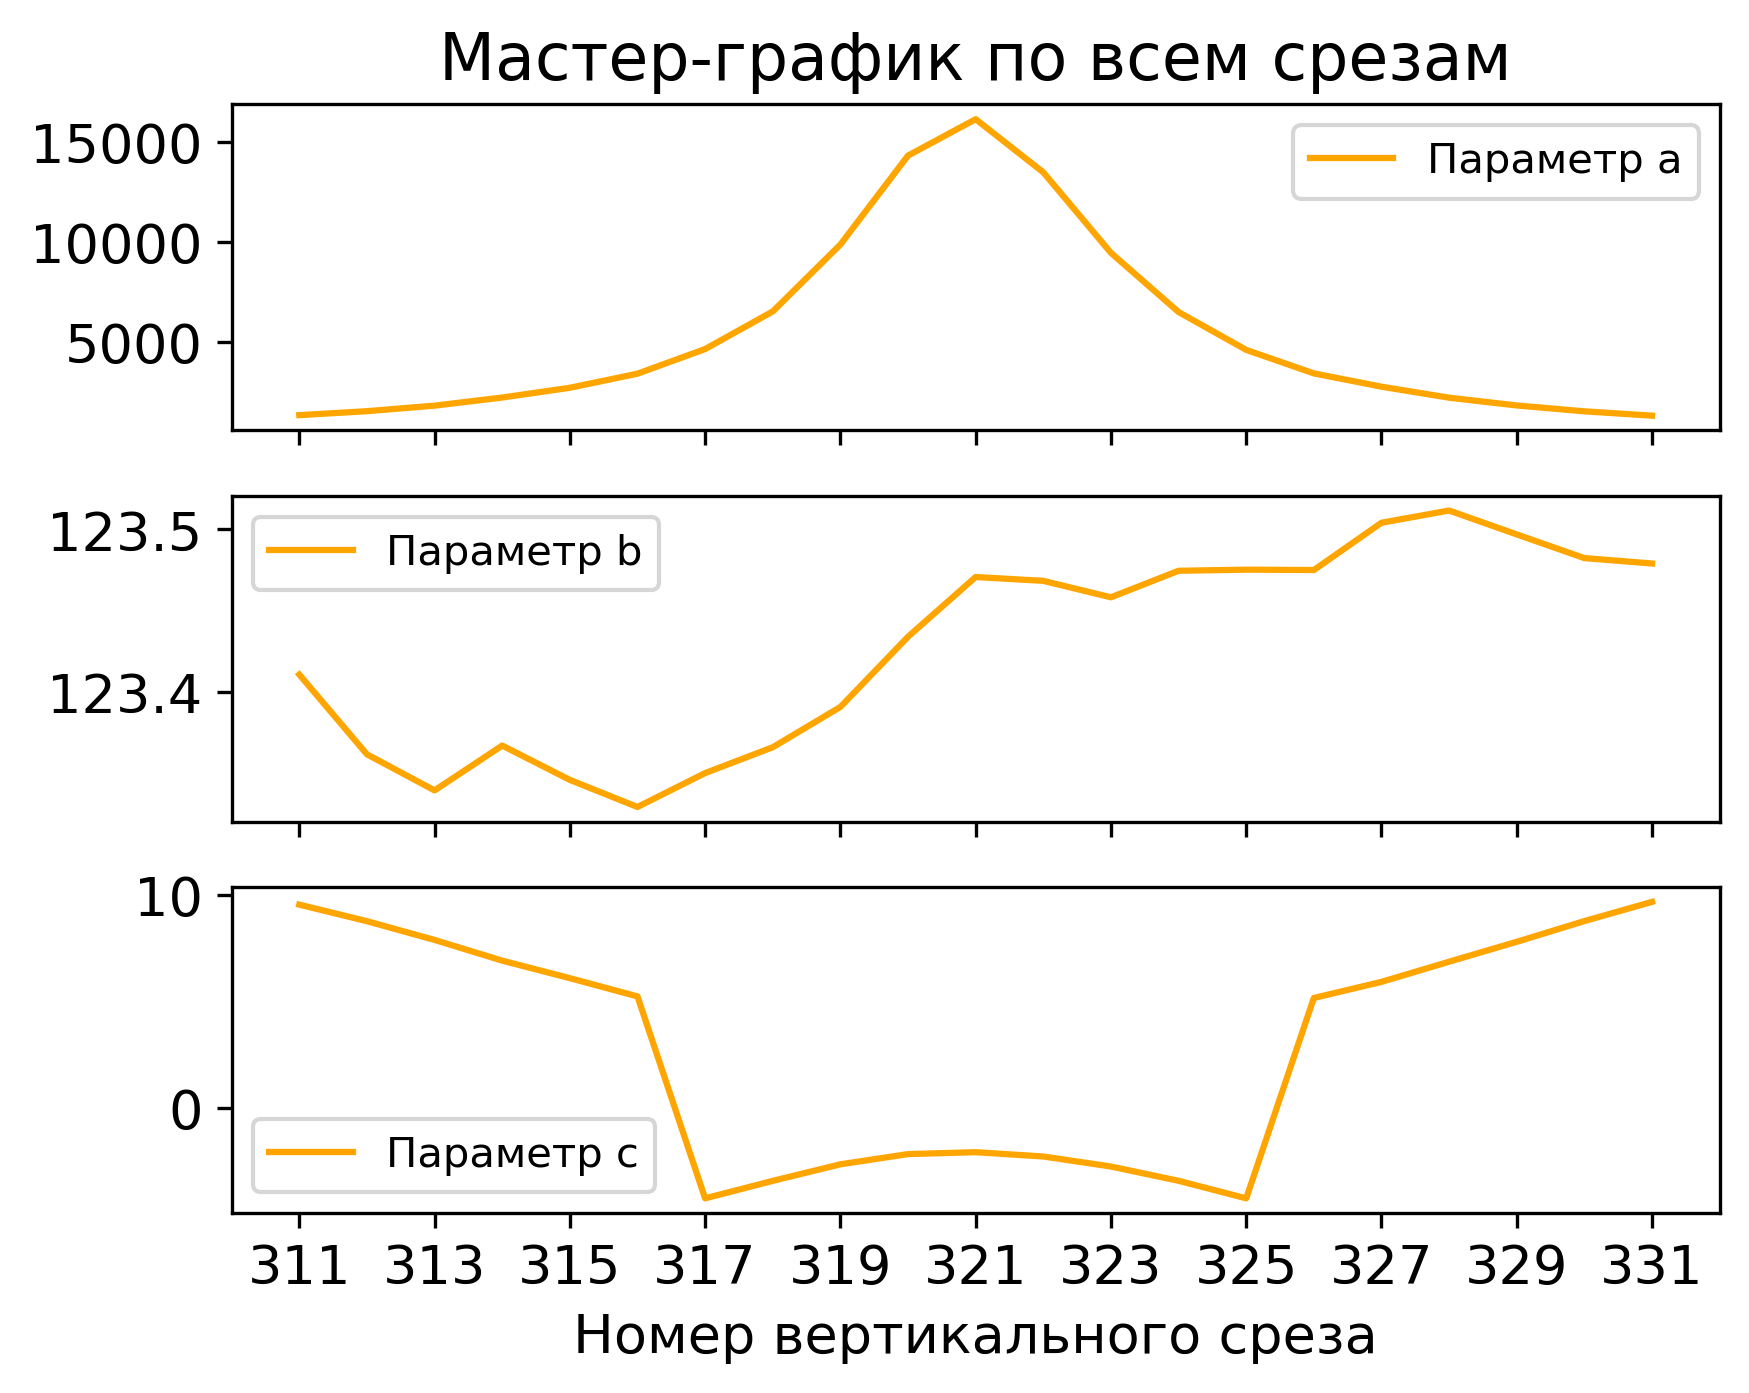 Мастер-график по всем срезам
15000
10000
5000
Параметр a
123.5
123.4
Параметр b
10
0
Параметр c
311 313 315 317 319 321 323 325 327 329 331
Номер вертикального среза